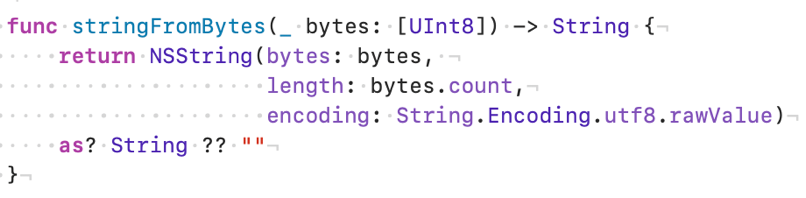 func stringFromBytes(_ bytes: [UInt8]) -> String {
    return NSString(bytes: bytes,
                    length: bytes.count,
                    encoding: String.Encoding.utf8.rawValue)
    as? String ?? ""
}